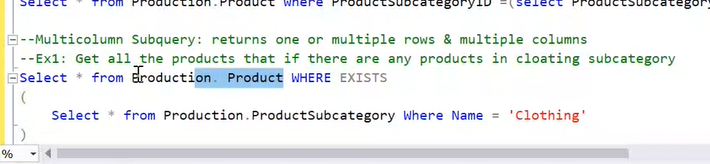 Select * from Production.Product where ProductSubcategoryID =(select ProductSubcategory
--Multicolumn Subquery: returns one or multiple rows & multiple columns
--Ex1: Get all the products that if there are any products in cloating subcategory
Select * from Production. Product WHERE EXISTS
(
Select * from Production.ProductSubcategory Where Name = 'Clothing'
)
%